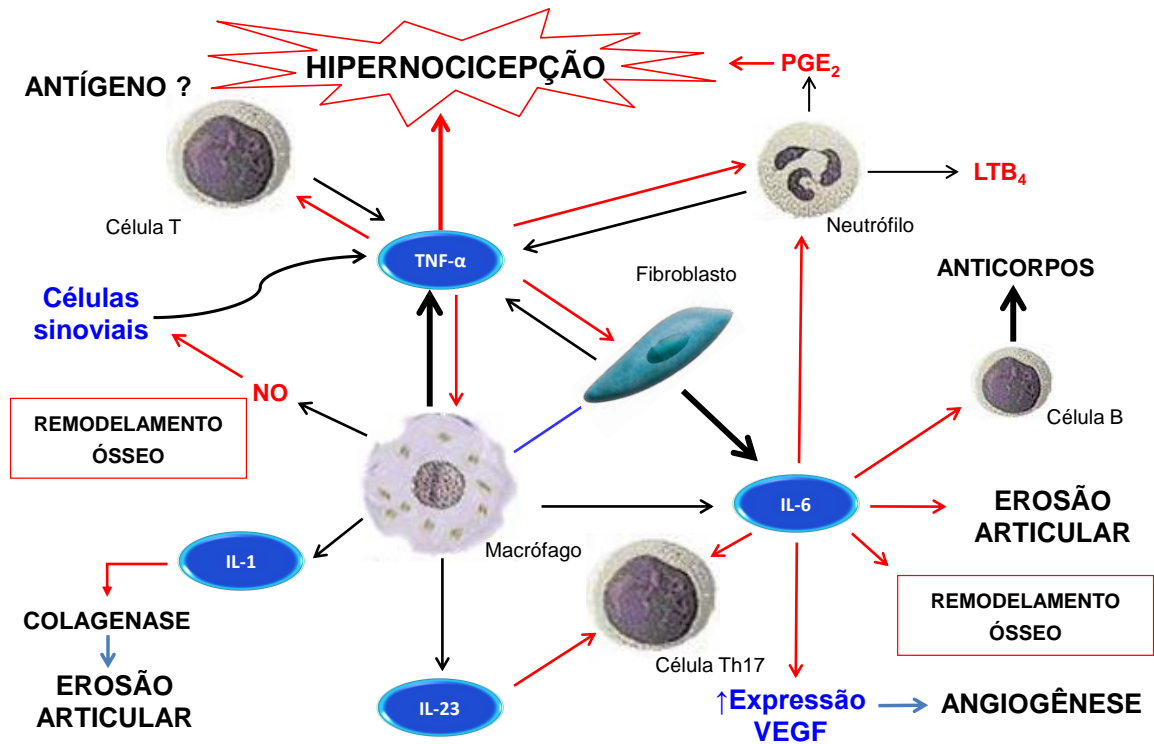 HIPERNOCICEPÇÃO
PGE₂
ANTÍGENO ?
LTB₄
Célula T
Neutrófilo
TNF-α
ANTICORPOS
Fibroblasto
Células
sinoviais
NO
Célula B
REMODELAMENTO
ÓSSEO
IL-6
EROSÃO
ARTICULAR
Macrófago
IL-1
REMODELAMENTO
ÓSSEO
COLAGENASE
Célula Th17
EROSÃO
ARTICULAR
IL-23
↑Expressão
VEGF
ANGIOGÊNESE